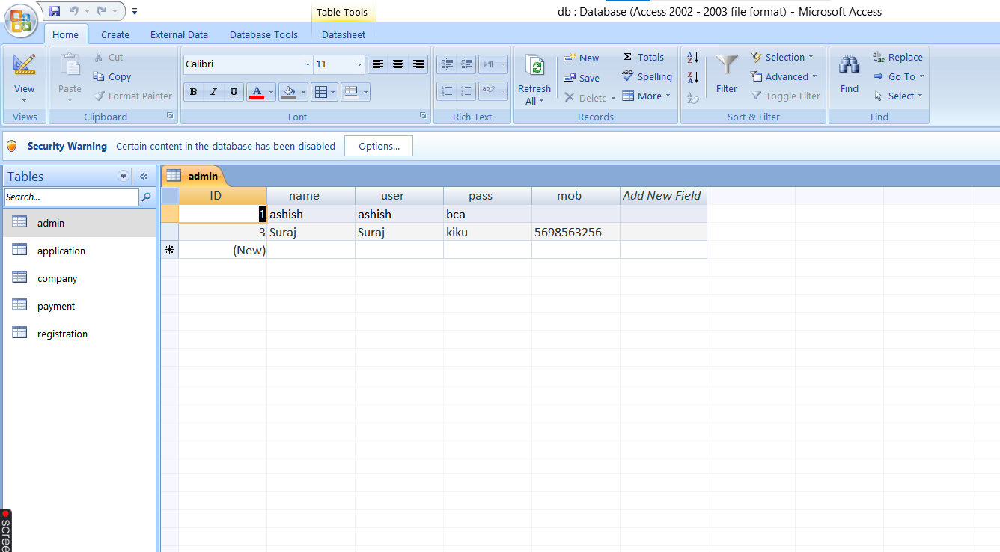 Table Tools
db : Database (Access 2002 - 2003 file format) - Microsoft Access
Home Create External Data Database Tools Datasheet
View
Views
Paste
Cut
Copy
Format Painter
Clipboard
Calibri 11
B I U A
ab
Font
Rich Text
Refresh All
New
Save
Delete
Σ Totals
ABC Spelling
More
Records
A Z
Z A
Filter
Selection
Advanced
Toggle Filter
Sort & Filter
Find
ab ac Replace
Go To
Select
Find
Security Warning Certain content in the database has been disabled Options...
Tables «
Search...
admin
application
company
payment
registration
admin
ID name user pass mob Add New Field
1 ashish ashish bca
3 Suraj Suraj kiku 5698563256
* (New)
scree